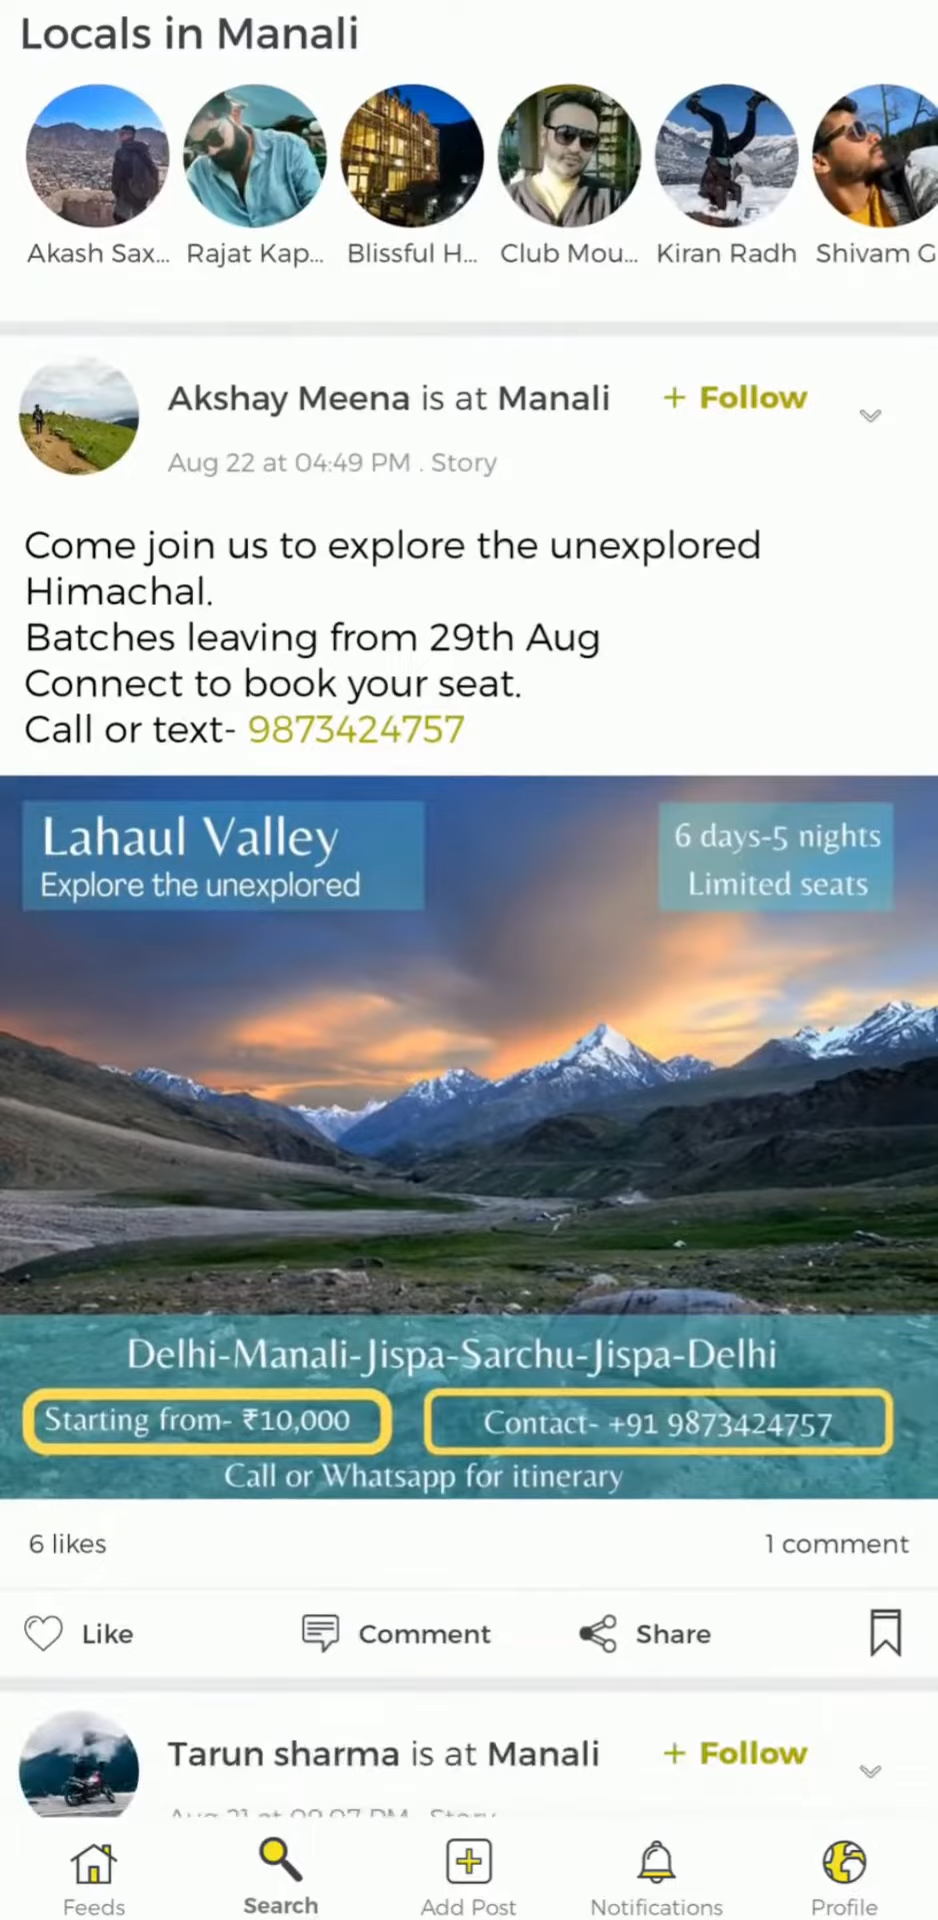 Locals in Manali
Akash Sax... Rajat Kap... Blissful H... Club Mou... Kiran Radh Shivam G
Akshay Meena is at Manali + Follow
Aug 22 at 04:49 PM . Story
Come join us to explore the unexplored
Himachal.
Batches leaving from 29th Aug
Connect to book your seat.
Call or text- 9873424757
Lahaul Valley
Explore the unexplored
6 days-5 nights
Limited seats
Delhi-Manali-Jispa-Sarchu-Jispa-Delhi
Starting from- ₹10,000
Contact- +91 9873424757
Call or Whatsapp for itinerary
6 likes 1 comment
Like Comment Share
Tarun sharma is at Manali + Follow
Feeds Search Add Post Notifications Profile